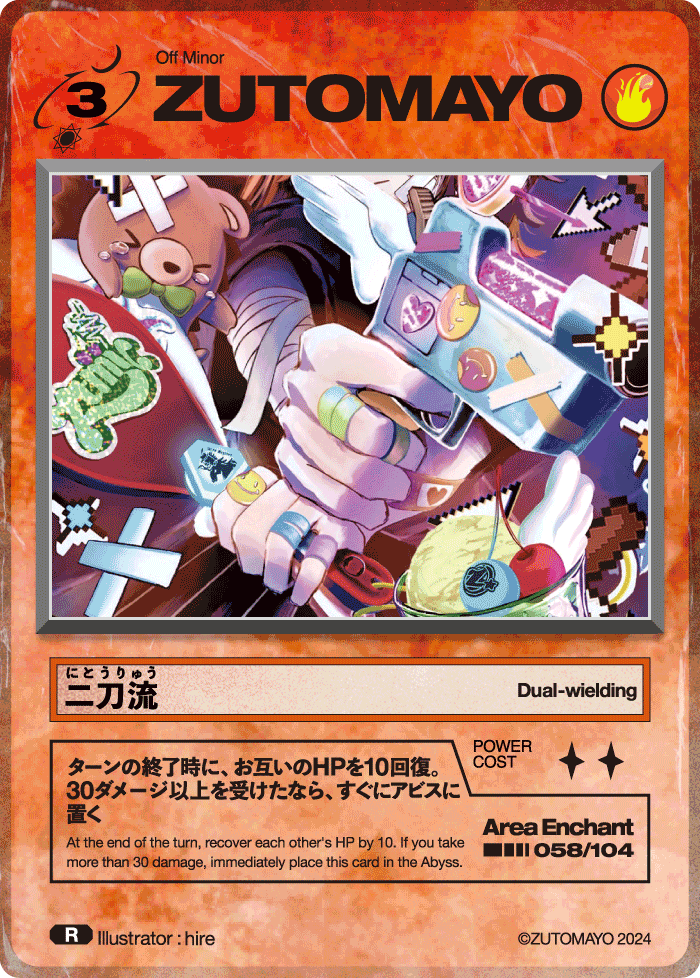 Off Minor
3 ZUTOMAYO
にとうりゅう
二刀流
Dual-wielding
ターンの終了時に、お互いのHPを10回復。
30ダメージ以上を受けたなら、すぐにアビスに
置く
At the end of the turn, recover each other's HP by 10. If you take
more than 30 damage, immediately place this card in the Abyss.
POWER
COST
Area Enchant
058/104
R Illustrator : hire
©ZUTOMAYO 2024